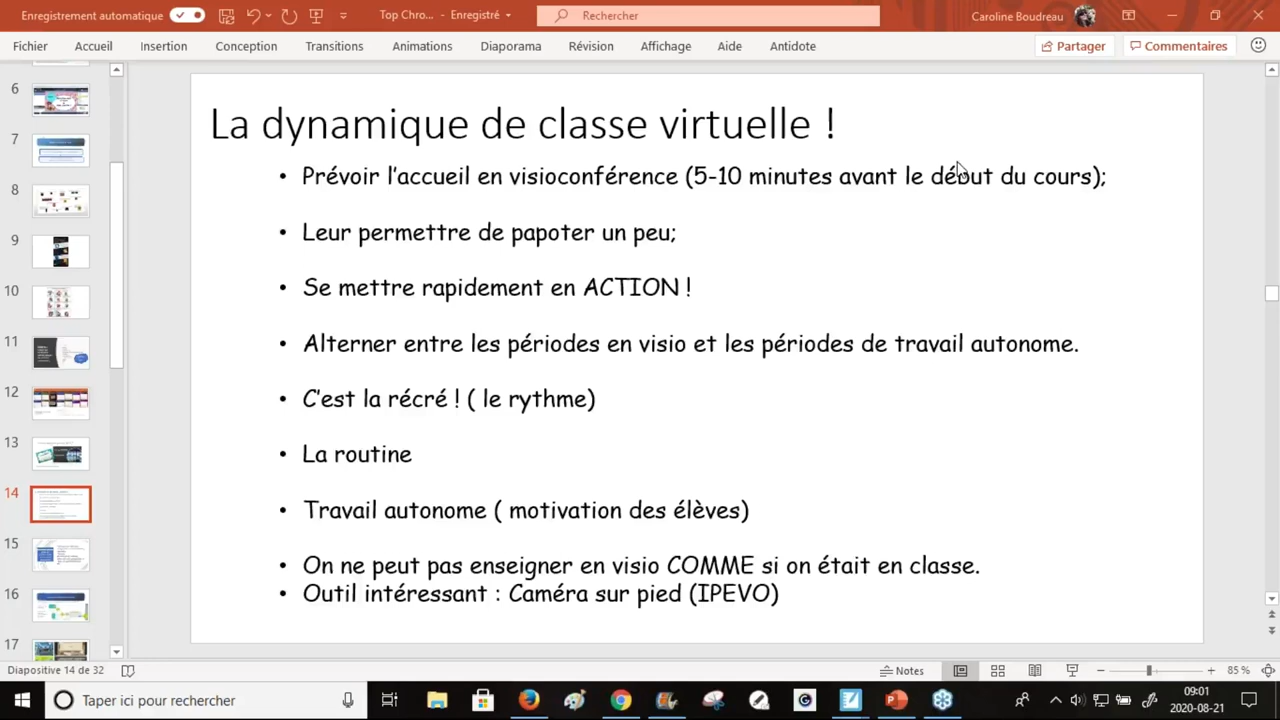 Enregistrement automatique
Top Chro... - Enregistré
Rechercher
Caroline Boudreau
Fichier Accueil Insertion Conception Transitions Animations Diaporama Révision Affichage Aide Antidote
Partager
Commentaires
6
7
8
9
10
11
12
13
14
15
16
17
La dynamique de classe virtuelle !
• Prévoir l'accueil en visioconférence (5-10 minutes avant le début du cours);
• Leur permettre de papoter un peu;
• Se mettre rapidement en ACTION !
• Alterner entre les périodes en visio et les périodes de travail autonome.
• C'est la récré ! ( le rythme)
• La routine
• Travail autonome ( motivation des élèves)
• On ne peut pas enseigner en visio COMME si on était en classe.
• Outil intéressant : Caméra sur pied (IPEVO)
Diapositive 14 de 32
Notes
85 %
Taper ici pour rechercher
09:01
2020-08-21